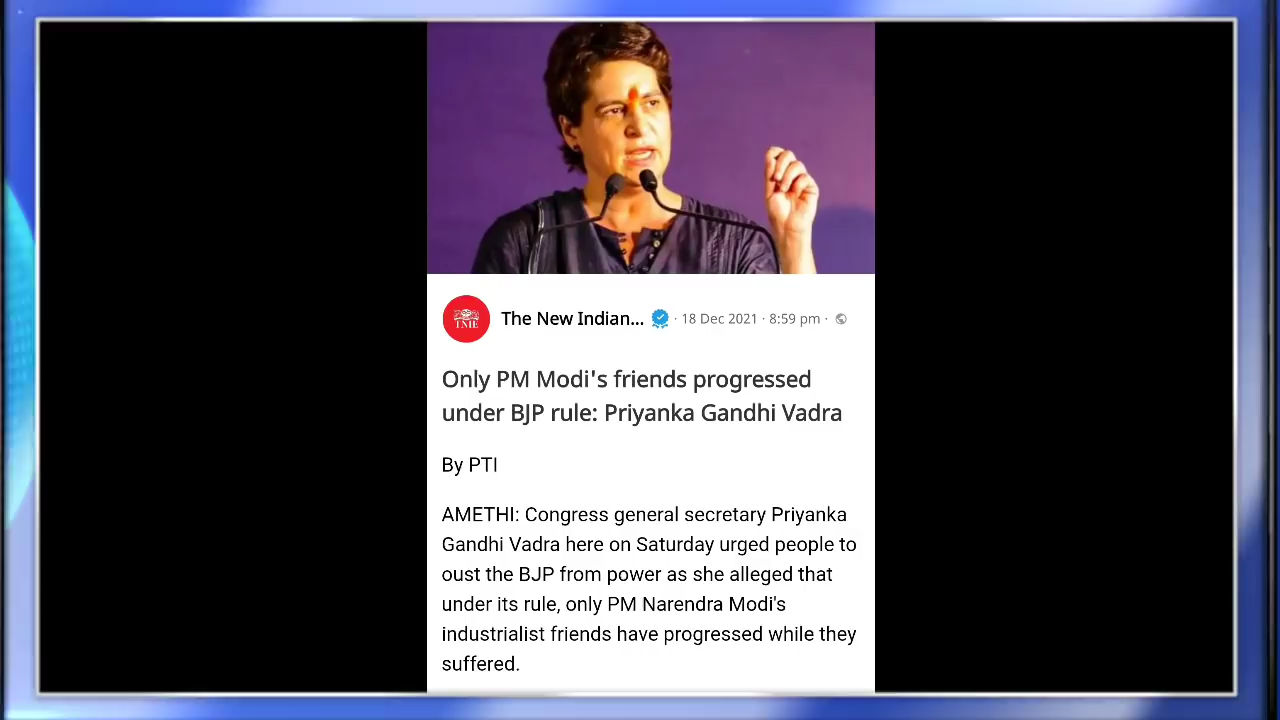 TNIE
The New Indian... · 18 Dec 2021 · 8:59 pm ·
Only PM Modi's friends progressed
under BJP rule: Priyanka Gandhi Vadra
By PTI
AMETHI: Congress general secretary Priyanka
Gandhi Vadra here on Saturday urged people to
oust the BJP from power as she alleged that
under its rule, only PM Narendra Modi's
industrialist friends have progressed while they
suffered.